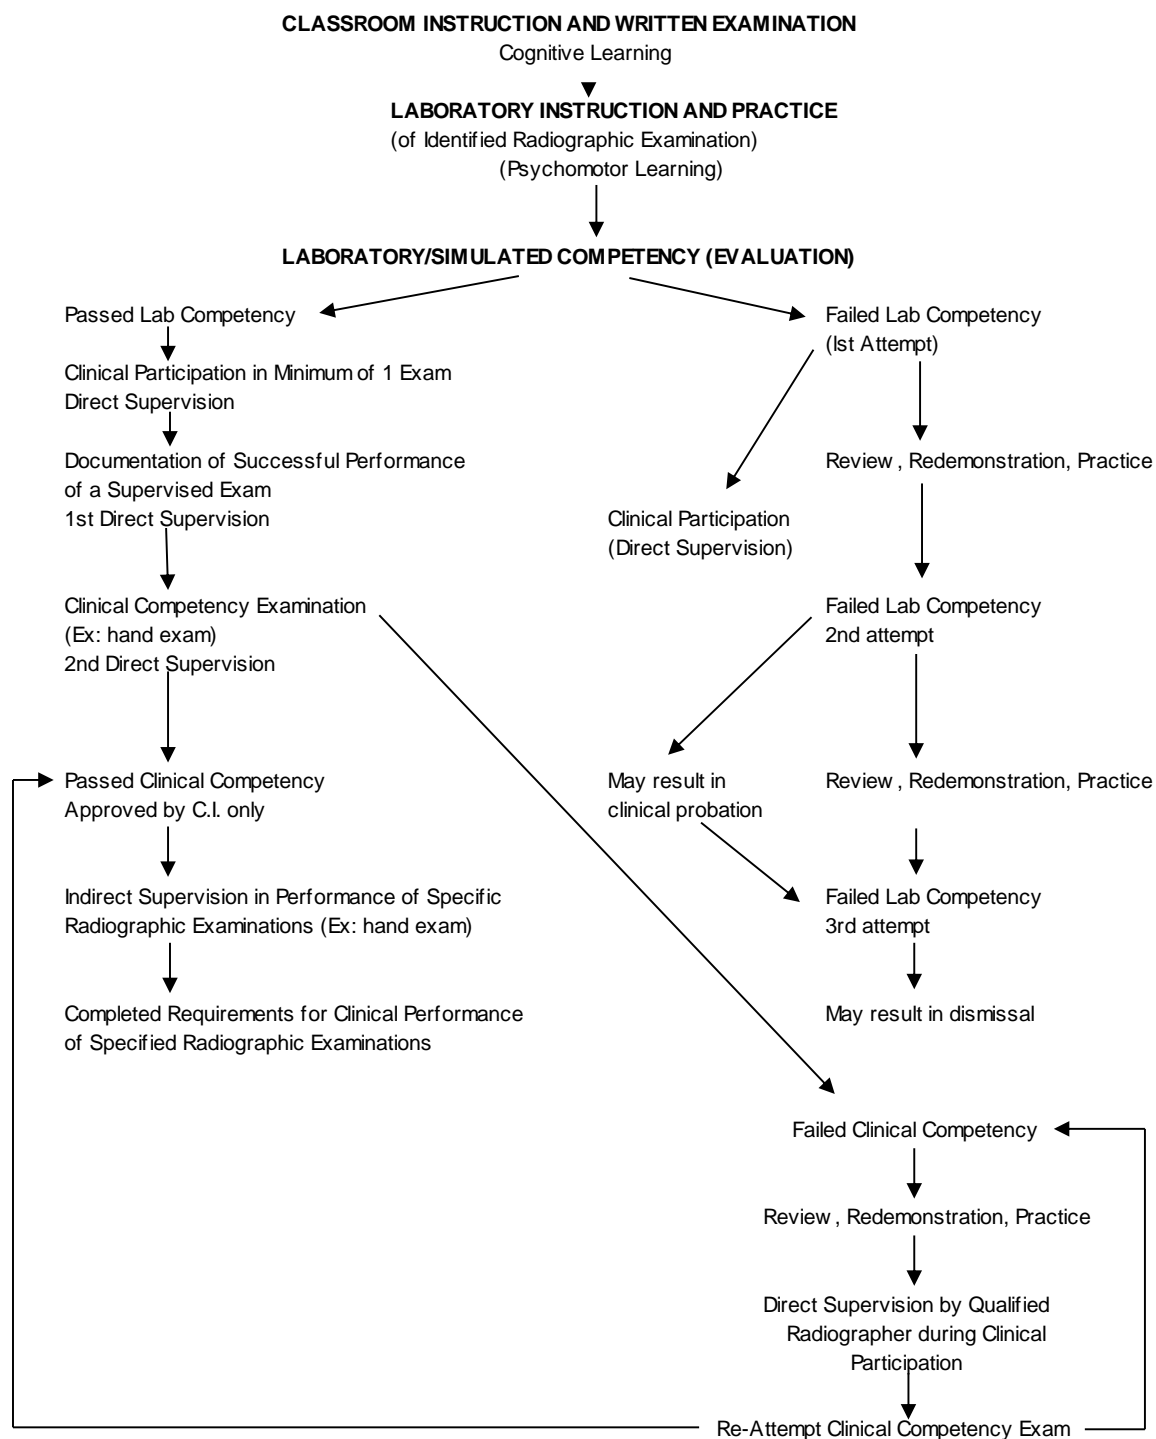 CLASSROOM INSTRUCTION AND WRITTEN EXAMINATION
Cognitive Learning
LABORATORY INSTRUCTION AND PRACTICE
(of Identified Radiographic Examination)
(Psychomotor Learning)
LABORATORY/SIMULATED COMPETENCY (EVALUATION)
Passed Lab Competency
Clinical Participation in Minimum of 1 Exam
Direct Supervision
Documentation of Successful Performance
of a Supervised Exam
1st Direct Supervision
Clinical Competency Examination
(Ex: hand exam)
2nd Direct Supervision
Passed Clinical Competency
Approved by C.I. only
Indirect Supervision in Performance of Specific
Radiographic Examinations (Ex: hand exam)
Completed Requirements for Clinical Performance
of Specified Radiographic Examinations
Failed Lab Competency
(Ist Attempt)
Review, Redemonstration, Practice
Clinical Participation
(Direct Supervision)
Failed Lab Competency
2nd attempt
May result in
clinical probation
Review, Redemonstration, Practice
Failed Lab Competency
3rd attempt
May result in dismissal
Failed Clinical Competency
Review, Redemonstration, Practice
Direct Supervision by Qualified
Radiographer during Clinical
Participation
Re-Attempt Clinical Competency Exam